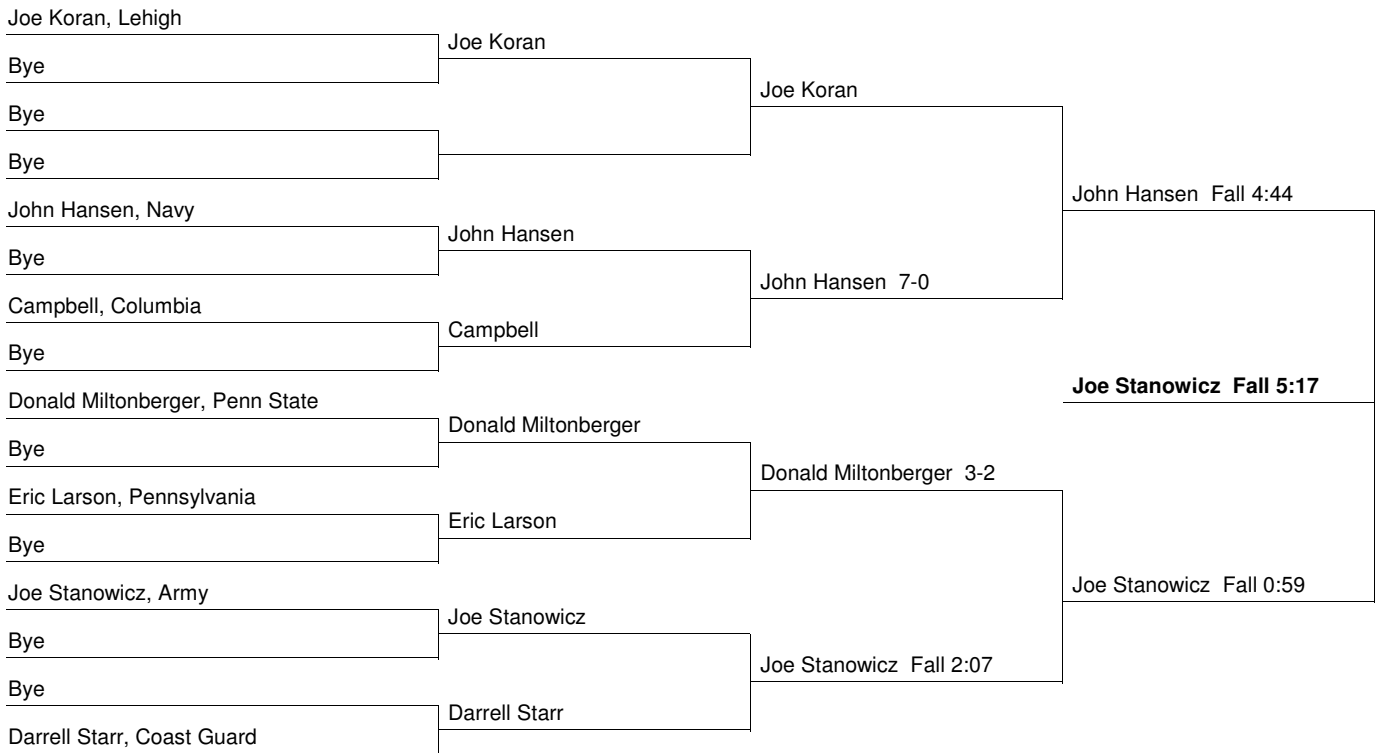 Joe Koran, Lehigh
Bye
Bye
Bye
John Hansen, Navy
Bye
Campbell, Columbia
Bye
Donald Miltonberger, Penn State
Bye
Eric Larson, Pennsylvania
Bye
Joe Stanowicz, Army
Bye
Bye
Darrell Starr, Coast Guard
Joe Koran
John Hansen
Campbell
Donald Miltonberger
Eric Larson
Joe Stanowicz
Darrell Starr
Joe Koran
John Hansen 7-0
Donald Miltonberger 3-2
Joe Stanowicz Fall 2:07
John Hansen Fall 4:44
Joe Stanowicz Fall 0:59
Joe Stanowicz Fall 5:17